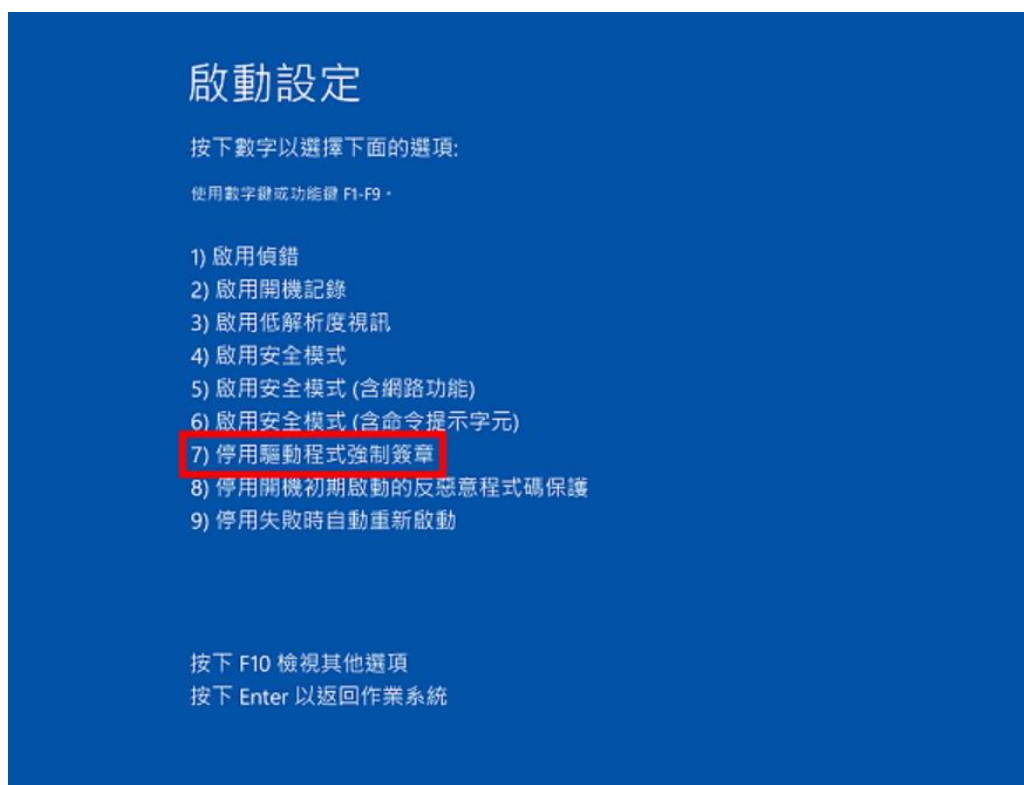 啟動設定
按下數字以選擇下面的選項:
使用數字鍵或功能鍵 F1-F9。
1) 啟用偵錯
2) 啟用開機記錄
3) 啟用低解析度視訊
4) 啟用安全模式
5) 啟用安全模式 (含網路功能)
6) 啟用安全模式 (含命令提示字元)
7) 停用驅動程式強制簽章
8) 停用開機初期啟動的反惡意程式碼保護
9) 停用失敗時自動重新啟動
按下 F10 檢視其他選項
按下 Enter 以返回作業系統